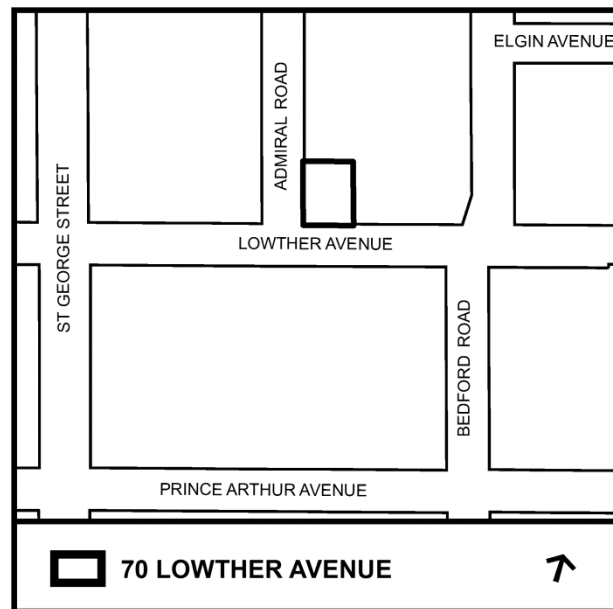 ELGIN AVENUE
ADMIRAL ROAD
ST GEORGE STREET
LOWTHER AVENUE
BEDFORD ROAD
PRINCE ARTHUR AVENUE
70 LOWTHER AVENUE